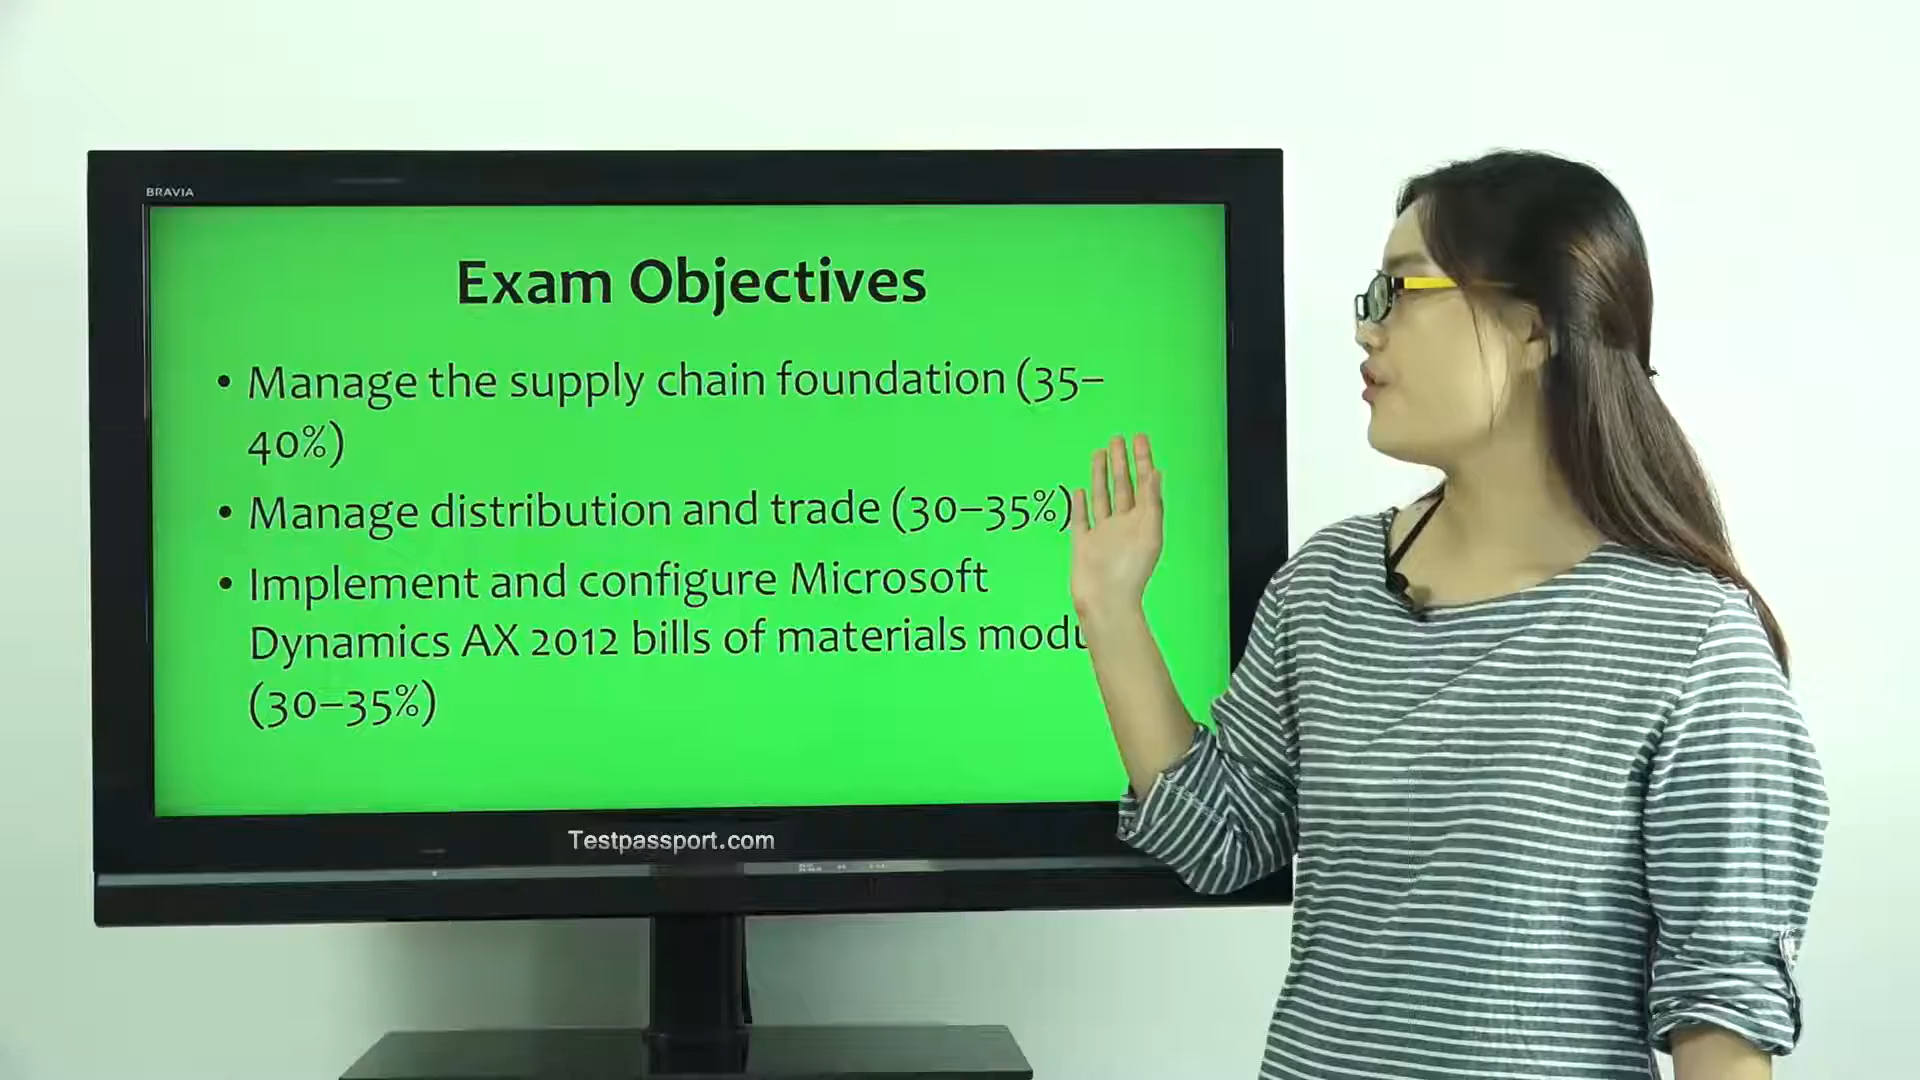 BRAVIA
Exam Objectives
• Manage the supply chain foundation (35–
40%)
• Manage distribution and trade (30–35%)
• Implement and configure Microsoft
Dynamics AX 2012 bills of materials modu
(30–35%)
Testpassport.com